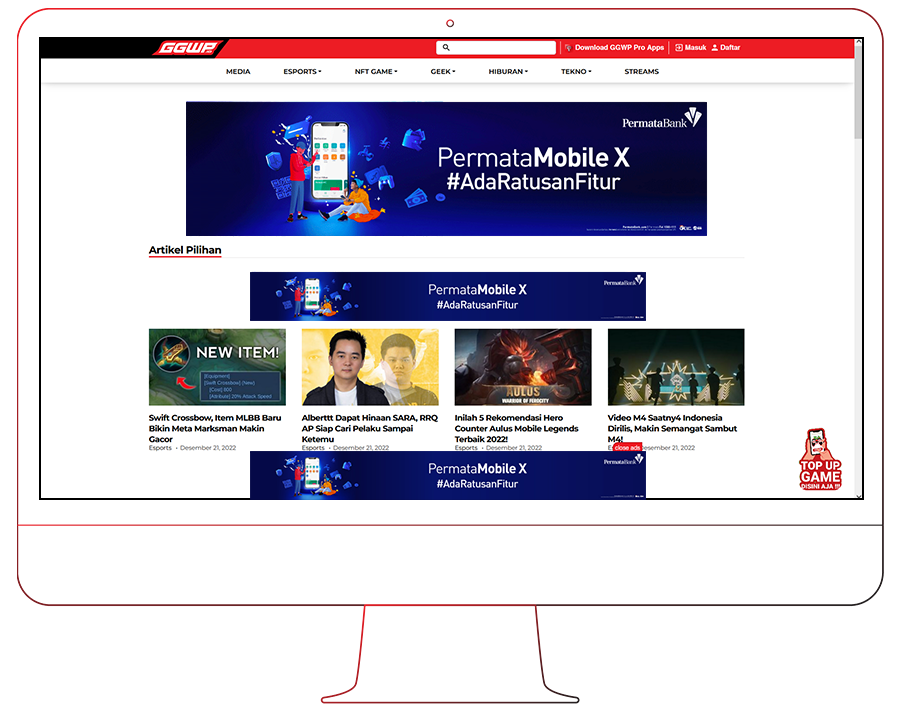 GGWP
Download GGWP Pro Apps
Masuk
Daftar
MEDIA
ESPORTS
NFT GAME
GEEK
HIBURAN
TEKNO
STREAMS
PermataBank
PermataMobile X
#AdaRatusanFitur
Artikel Pilihan
PermataBank
PermataMobile X
#AdaRatusanFitur
NEW ITEM!
[Equipment]
[Swift Crossbow] (New)
[Cost] 600
[Attribute] 20% Attack Speed
AULUS
WARRIOR OF FEROCITY
Swift Crossbow, Item MLBB Baru
Bikin Meta Marksman Makin
Gacor
Esports • Desember 21, 2022
Alberttt Dapat Hinaan SARA, RRQ
AP Siap Cari Pelaku Sampai
Ketemu
Esports • Desember 21, 2022
Inilah 5 Rekomendasi Hero
Counter Aulus Mobile Legends
Terbaik 2022!
Esports • Desember 21, 2022
Video M4 Saatny4 Indonesia
Dirilis, Makin Semangat Sambut
M4!
esember 21, 2022
close ads
PermataBank
PermataMobile X
#AdaRatusanFitur
TOP UP
GAME
DISINI AJA !!!